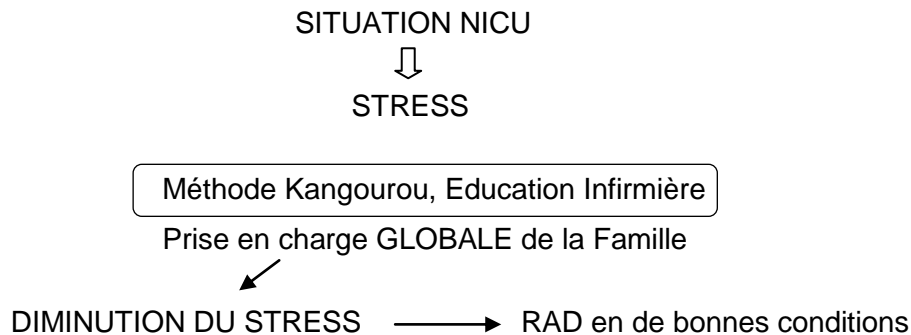 SITUATION NICU
STRESS
Méthode Kangourou, Education Infirmière
Prise en charge GLOBALE de la Famille
DIMINUTION DU STRESS
RAD en de bonnes conditions